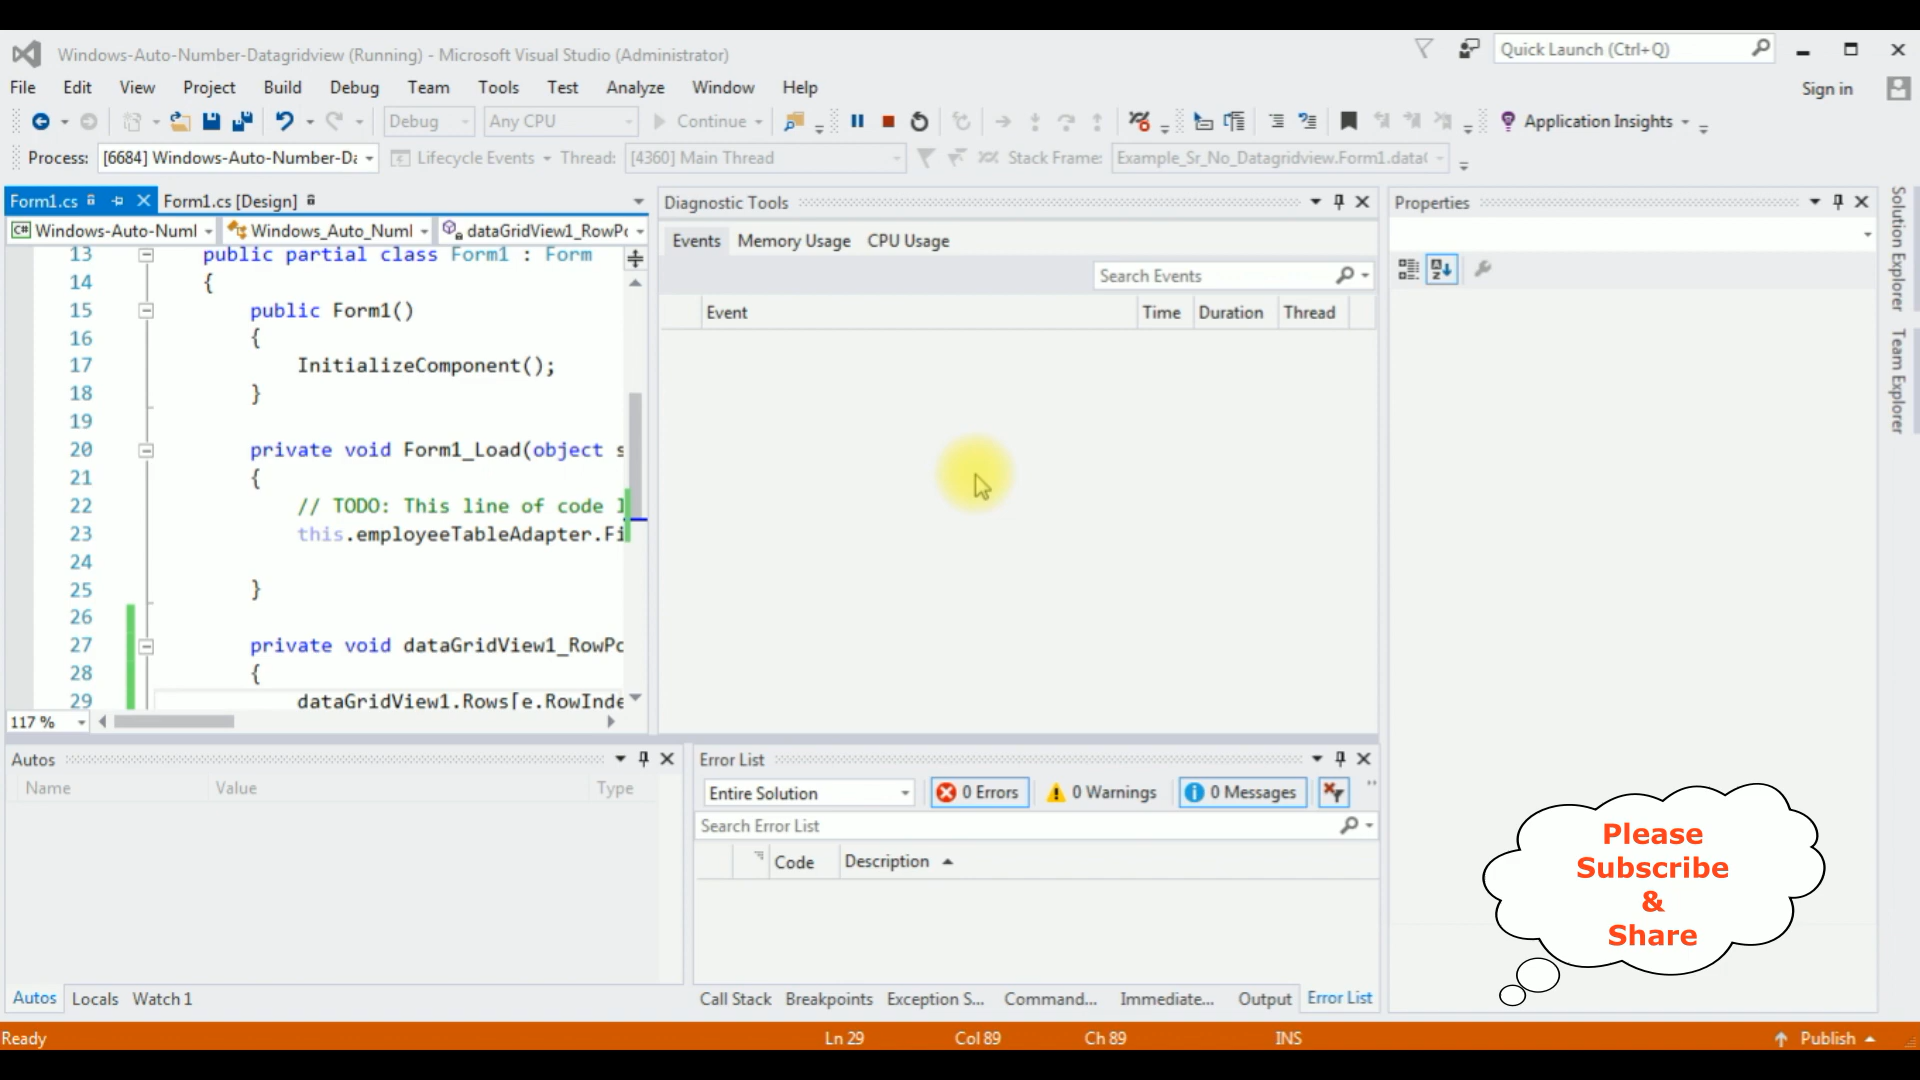 Windows-Auto-Number-Datagridview (Running) - Microsoft Visual Studio (Administrator)
Quick Launch (Ctrl+Q)
File Edit View Project Build Debug Team Tools Test Analyze Window Help
Sign in
Debug Any CPU Continue Application Insights
Process: [6684] Windows-Auto-Number-Da Lifecycle Events Thread: [4360] Main Thread Stack Frame: Example_Sr_No_Datagridview.Form1.data
Form1.cs Form1.cs [Design]
Windows-Auto-Numl Windows_Auto_Numl dataGridView1_RowPo
13 public partial class Form1 : Form
14 {
15 public Form1()
16 {
17 InitializeComponent();
18 }
19
20 private void Form1_Load(object s
21 {
22 // TODO: This line of code l
23 this.employeeTableAdapter.Fi
24
25 }
26
27 private void dataGridView1_RowPo
28 {
29 dataGridView1.Rows[e.RowInde
117 %
Diagnostic Tools
Events Memory Usage CPU Usage
Search Events
Event Time Duration Thread
Properties
Solution Explorer
Team Explorer
Autos
Name Value Type
Autos Locals Watch 1
Error List
Entire Solution 0 Errors 0 Warnings 0 Messages
Search Error List
Code Description
Call Stack Breakpoints Exception S... Command... Immediate... Output Error List
Please
Subscribe
&
Share
Ready Ln 29 Col 89 Ch 89 INS Publish